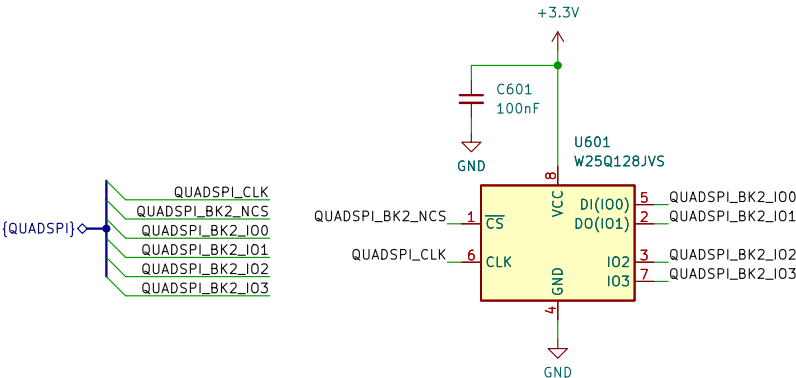 +3.3V
C601
100nF
GND
U601
W25Q128JVS
{QUADSPI}
QUADSPI_CLK
QUADSPI_BK2_NCS
QUADSPI_BK2_IO0
QUADSPI_BK2_IO1
QUADSPI_BK2_IO2
QUADSPI_BK2_IO3
QUADSPI_BK2_NCS
1
CS
QUADSPI_CLK
6
CLK
8
VCC
GND
4
DI(IO0)
5
QUADSPI_BK2_IO0
DO(IO1)
2
QUADSPI_BK2_IO1
IO2
3
QUADSPI_BK2_IO2
IO3
7
QUADSPI_BK2_IO3
GND